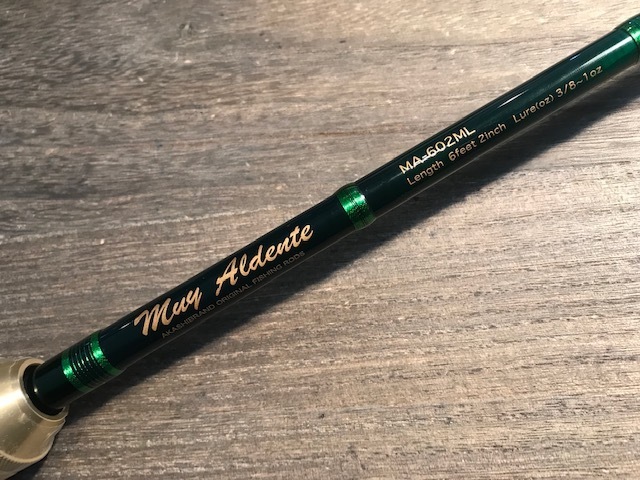 Muy Aldente
AKASHIBRAND ORIGINAL FISHING RODS
MA-602ML
Length 6feet 2inch Lure(oz) 3/8~1oz